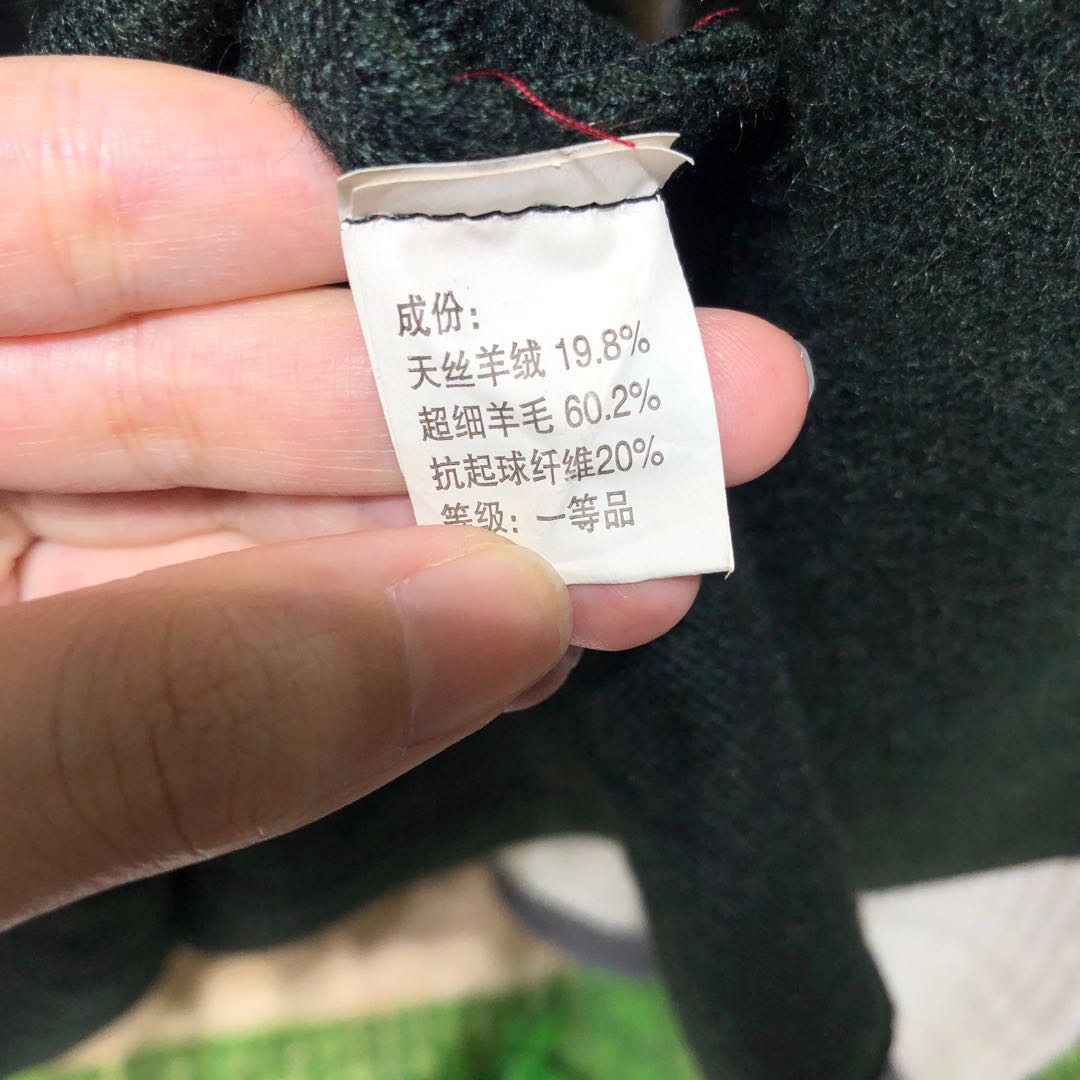 成份：
天丝羊绒 19.8%
超细羊毛 60.2%
抗起球纤维20%
等级：一等品